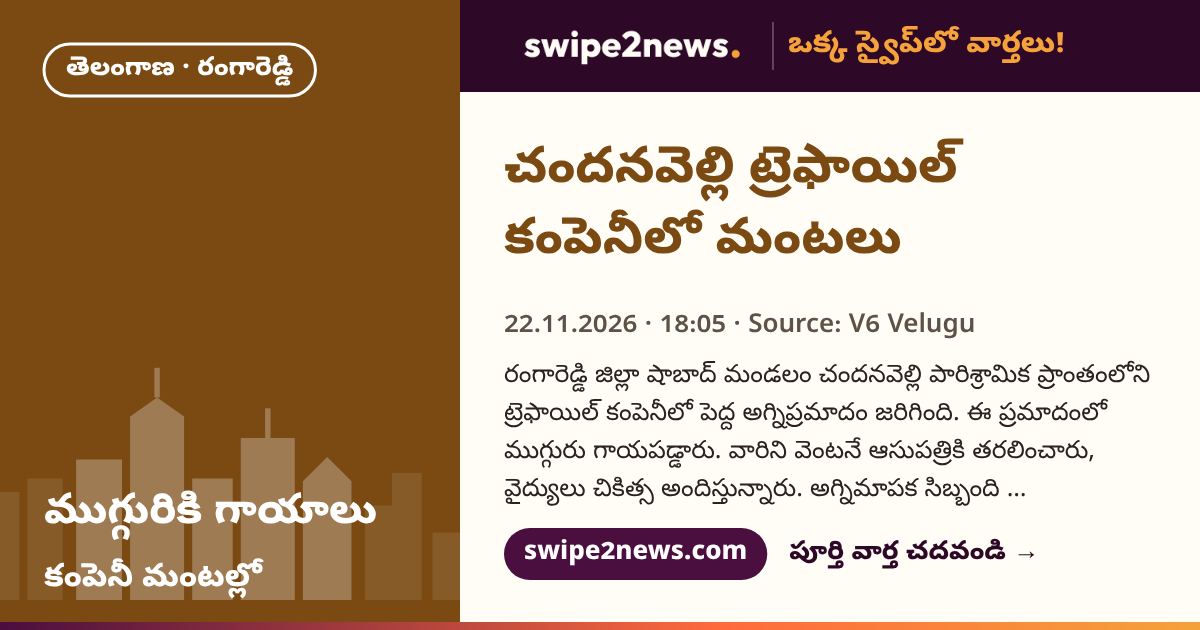 తెలంగాణ · రంగారెడ్డి
ముగ్గురికి గాయాలు
కంపెనీ మంటల్లో
swipe2news. ఒక్క స్వైప్‌లో వార్తలు!
చందనవెల్లి ట్రెఫాయిల్
కంపెనీలో మంటలు
22.11.2026 · 18:05 · Source: V6 Velugu
రంగారెడ్డి జిల్లా షాబాద్ మండలం చందనవెల్లి పారిశ్రామిక ప్రాంతంలోని
ట్రెఫాయిల్ కంపెనీలో పెద్ద అగ్నిప్రమాదం జరిగింది. ఈ ప్రమాదంలో
ముగ్గురు గాయపడ్డారు. వారిని వెంటనే ఆసుపత్రికి తరలించారు,
వైద్యులు చికిత్స అందిస్తున్నారు. అగ్నిమాపక సిబ్బంది ...
swipe2news.com పూర్తి వార్త చదవండి →